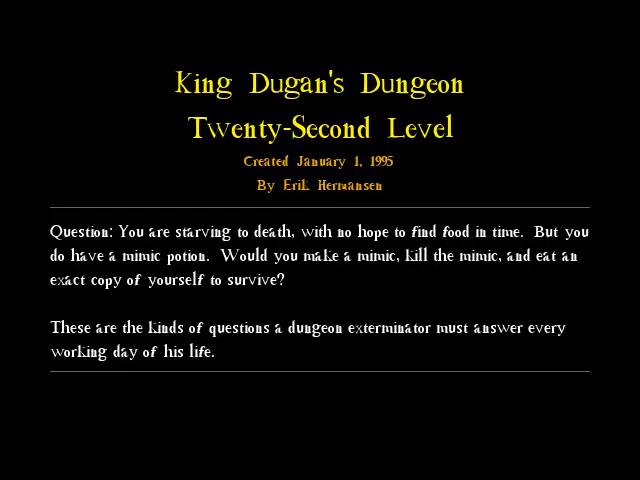 King Dugan's Dungeon
Twenty-Second Level
Created January 1, 1995
By Erik Hermansen
Question: You are starving to death, with no hope to find food in time. But you
do have a mimic potion. Would you make a mimic, kill the mimic, and eat an
exact copy of yourself to survive?
These are the kinds of questions a dungeon exterminator must answer every
working day of his life.